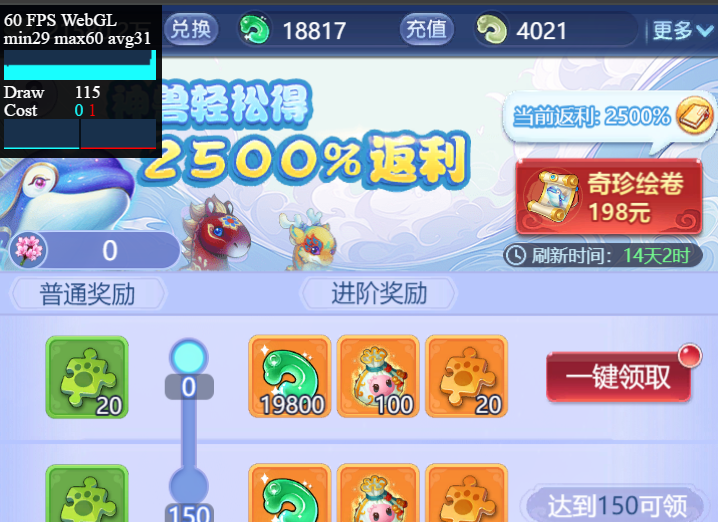 60 FPS WebGL
min29 max60 avg31
Draw 115
Cost 0 1
兑换 18817 充值 4021 更多
神兽轻松得
2500%返利
当前返利: 2500%
奇珍绘卷
198元
0
刷新时间: 14天2时
普通奖励 进阶奖励
20 0 19800 100 20 一键领取
150 达到150可领